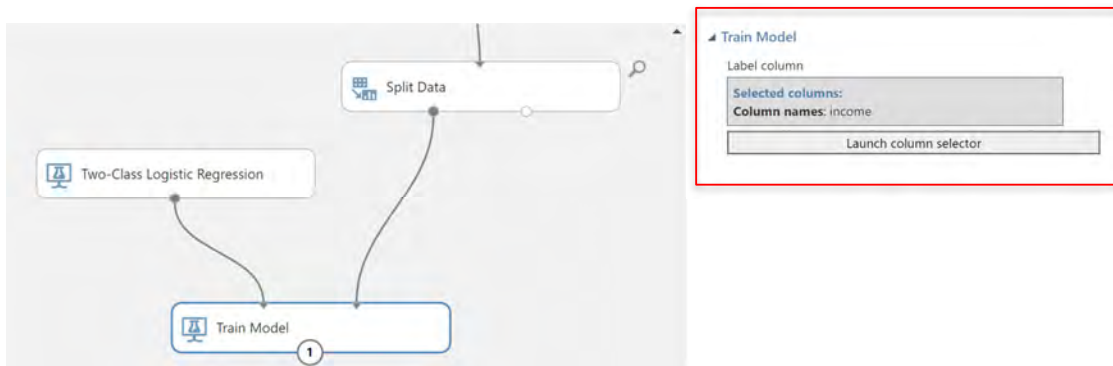 Split Data
Two-Class Logistic Regression
Train Model
1
Train Model
Label column
Selected columns:
Column names: income
Launch column selector